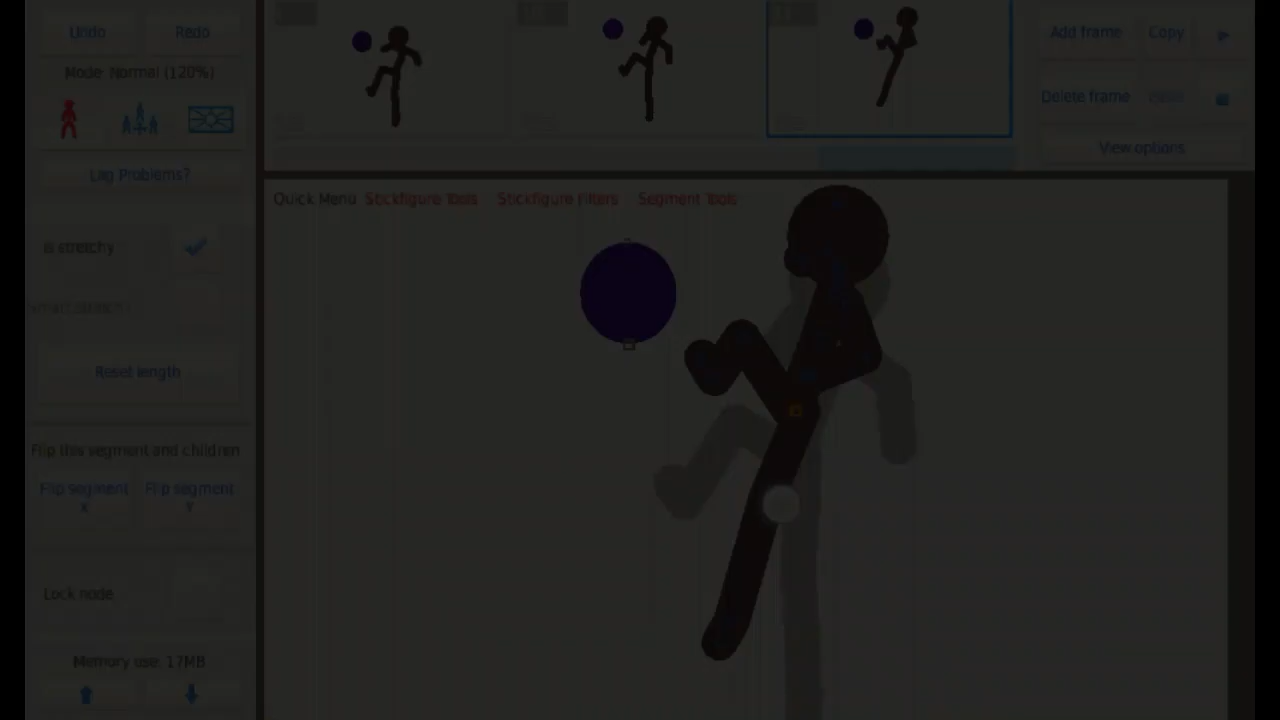 Undo
Redo
Mode: Normal (120%)
Lag Problems?
is stretchy
Reset length
Flip this segment and children
Flip segment
X
Flip segment
Y
Lock node
Memory use: 17MB
Add frame
Copy
Delete frame
Paste
View options
Quick Menu
Stickfigure Tools
Stickfigure Filters
Segment Tools